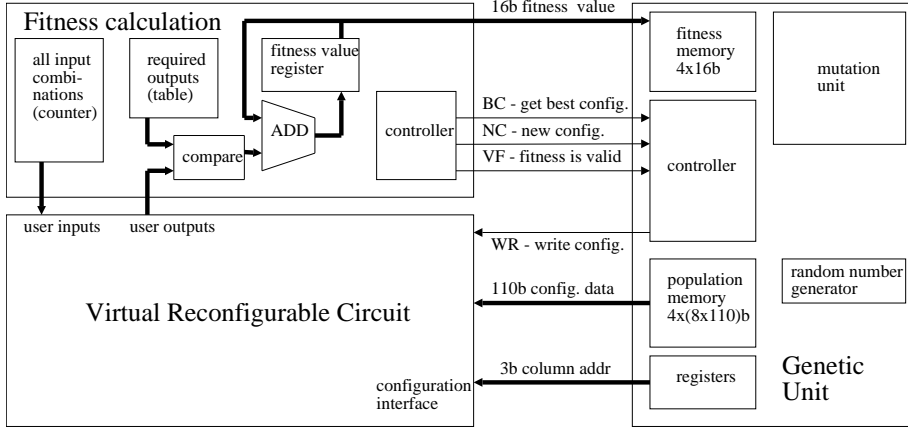 Fitness calculation
all input
combi-
nations
(counter)
required
outputs
(table)
fitness value
register
ADD
compare
controller
16b fitness value
BC - get best config.
NC - new config.
VF - fitness is valid
WR - write config.
110b config. data
3b column addr
user inputs
user outputs
Virtual Reconfigurable Circuit
configuration
interface
fitness
memory
4x16b
mutation
unit
controller
population
memory
4x(8x110)b
random number
generator
registers
Genetic
Unit